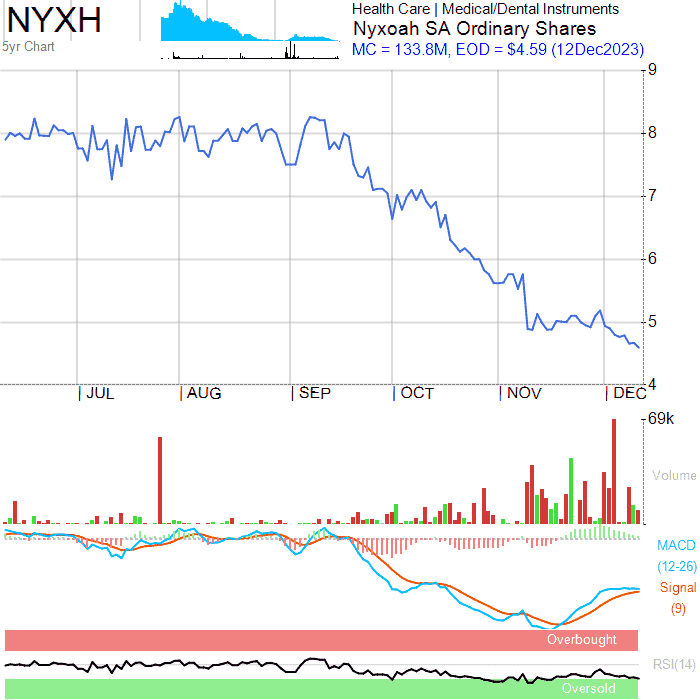 NYXH
5yr Chart
Health Care | Medical/Dental Instruments
Nyxoah SA Ordinary Shares
MC = 133.8M, EOD = $4.59 (12Dec2023)
9
8
7
6
5
4
| JUL | AUG | SEP | OCT | NOV | DEC
69k
Volume
MACD
(12-26)
Signal
(9)
Overbought
RSI(14)
Oversold